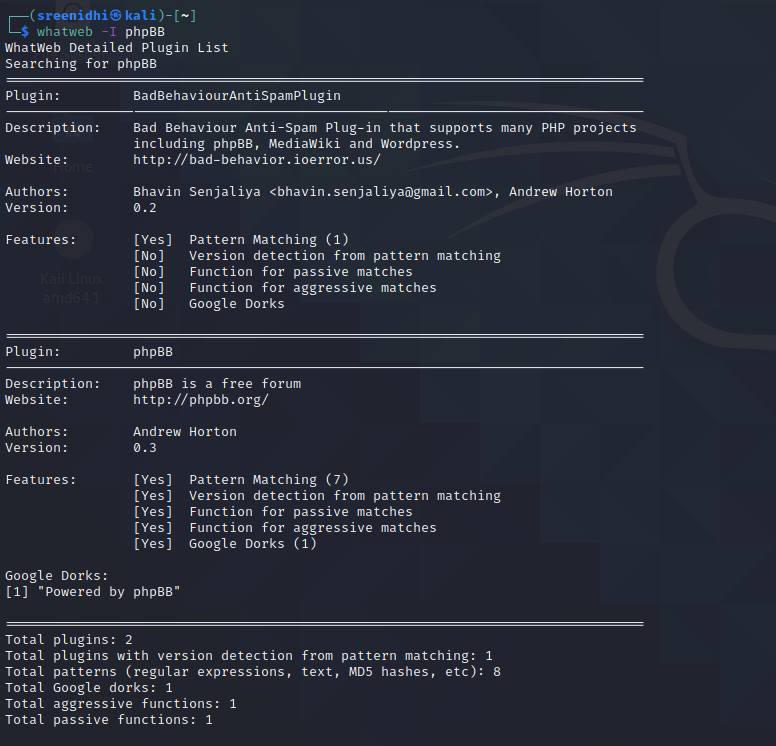 (sreenidhi㉿kali)-[~]
$ whatweb -I phpBB
WhatWeb Detailed Plugin List
Searching for phpBB
Plugin: BadBehaviourAntiSpamPlugin
Description: Bad Behaviour Anti-Spam Plug-in that supports many PHP projects
including phpBB, MediaWiki and Wordpress.
Website: http://bad-behavior.ioerror.us/
Home
Authors: Bhavin Senjaliya <bhavin.senjaliya@gmail.com>, Andrew Horton
Version: 0.2
Features: [Yes] Pattern Matching (1)
[No] Version detection from pattern matching
[No] Function for passive matches
[No] Function for aggressive matches
[No] Google Dorks
Kali Linux
amd64 1
Plugin: phpBB
Description: phpBB is a free forum
Website: http://phpbb.org/
Authors: Andrew Horton
Version: 0.3
Features: [Yes] Pattern Matching (7)
[Yes] Version detection from pattern matching
[Yes] Function for passive matches
[Yes] Function for aggressive matches
[Yes] Google Dorks (1)
Google Dorks:
[1] "Powered by phpBB"
Total plugins: 2
Total plugins with version detection from pattern matching: 1
Total patterns (regular expressions, text, MD5 hashes, etc): 8
Total Google dorks: 1
Total aggressive functions: 1
Total passive functions: 1